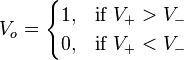 V_o = { 1, if V_+ > V_-
0, if V_+ < V_-